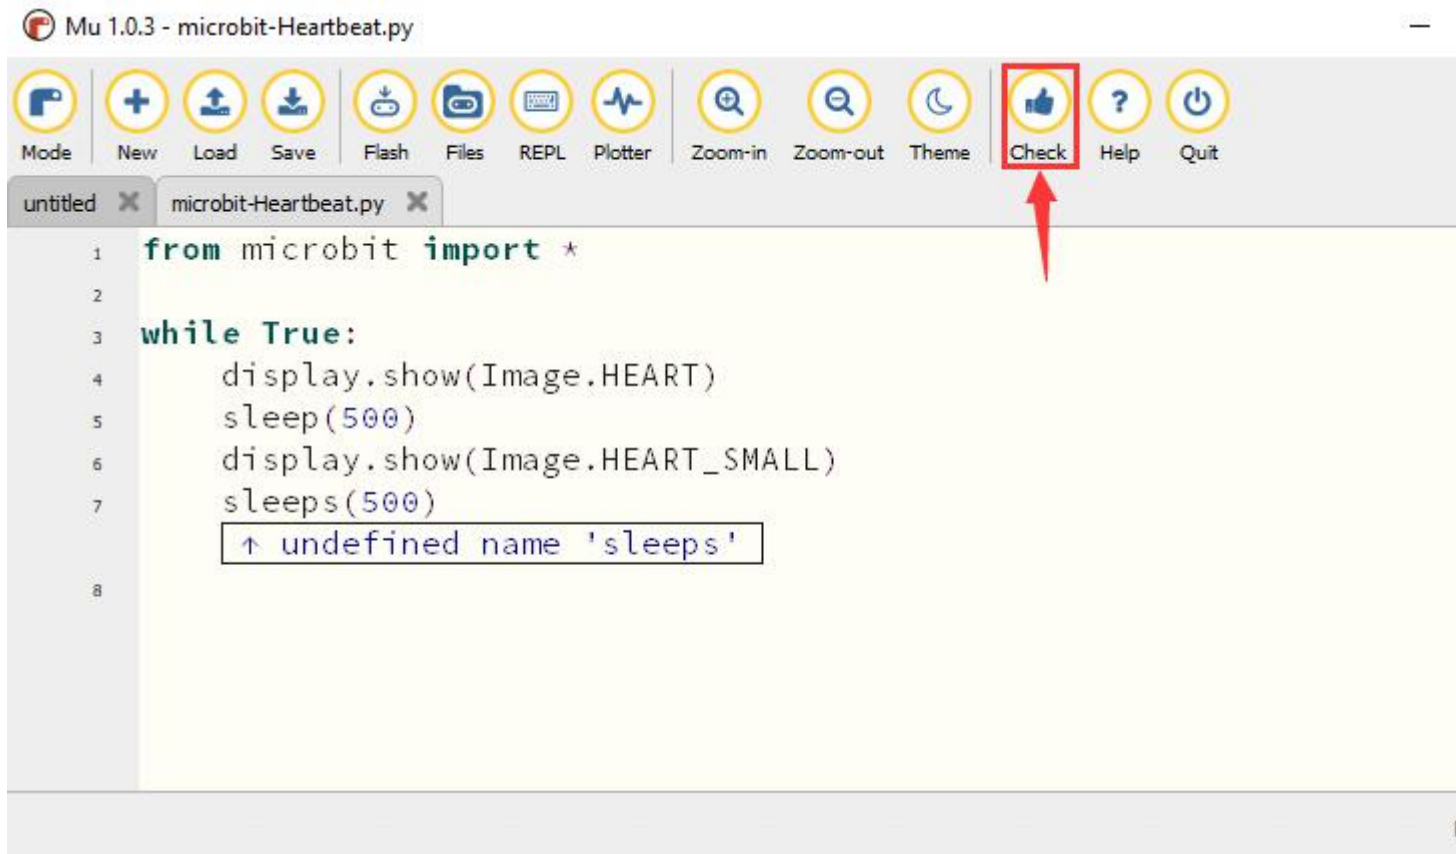 Mu 1.0.3 - microbit-Heartbeat.py
Mode New Load Save Flash Files REPL Plotter Zoom-in Zoom-out Theme Check Help Quit
untitled microbit-Heartbeat.py
1 from microbit import *
2
3 while True:
4 display.show(Image.HEART)
5 sleep(500)
6 display.show(Image.HEART_SMALL)
7 sleeps(500)
↑ undefined name 'sleeps'
8